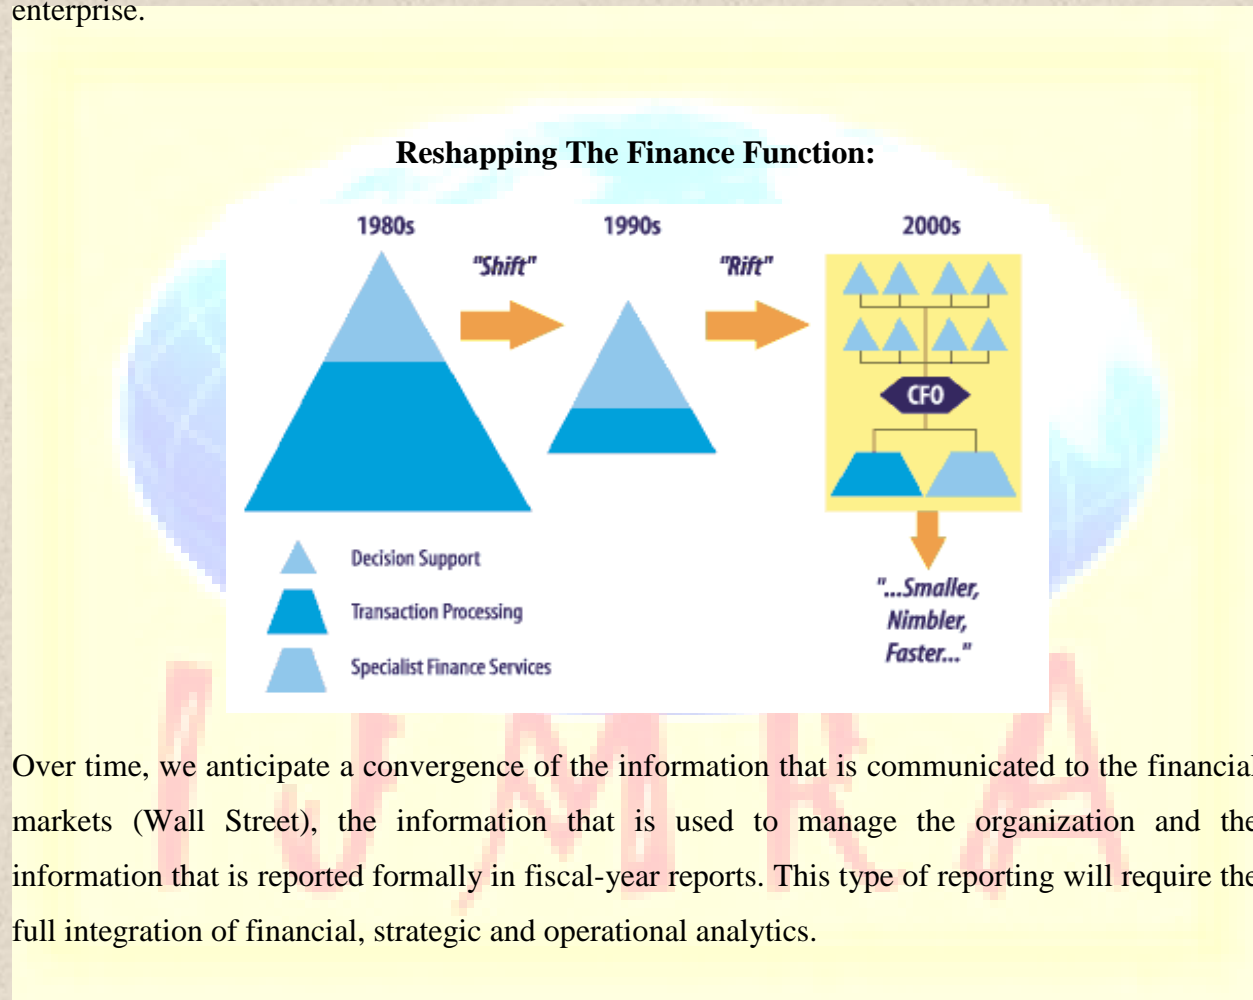 enterprise.
Reshapping The Finance Function:
1980s
1990s
2000s
"Shift"
"Rift"
CFO
Decision Support
Transaction Processing
Specialist Finance Services
"...Smaller,
Nimbler,
Faster..."
Over time, we anticipate a convergence of the information that is communicated to the financial
markets (Wall Street), the information that is used to manage the organization and the
information that is reported formally in fiscal-year reports. This type of reporting will require the
full integration of financial, strategic and operational analytics.
IJMRA